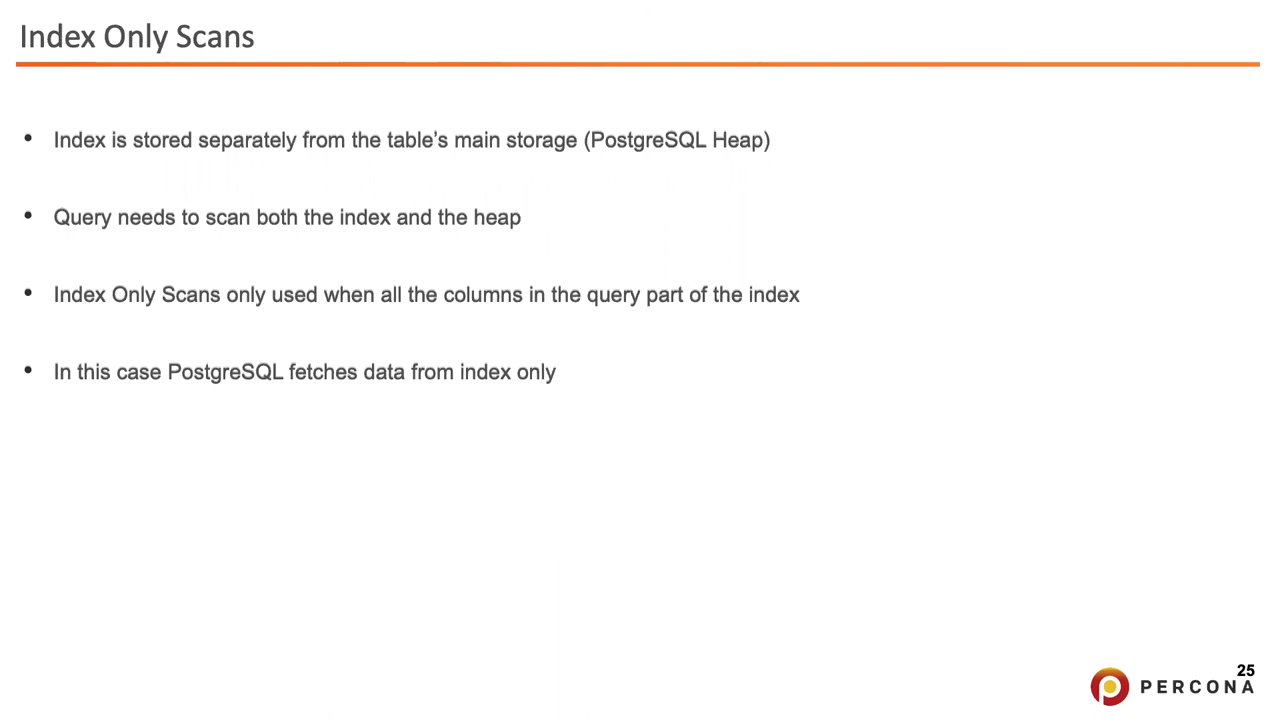 Index Only Scans
• Index is stored separately from the table’s main storage (PostgreSQL Heap)
• Query needs to scan both the index and the heap
• Index Only Scans only used when all the columns in the query part of the index
• In this case PostgreSQL fetches data from index only
25
PERCONA